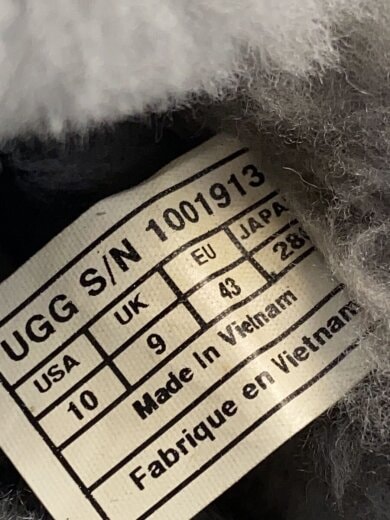 UGG S/N 1001913
USA UK EU
10 9 43
Made In Vietnam
Fabrique en Vietnam